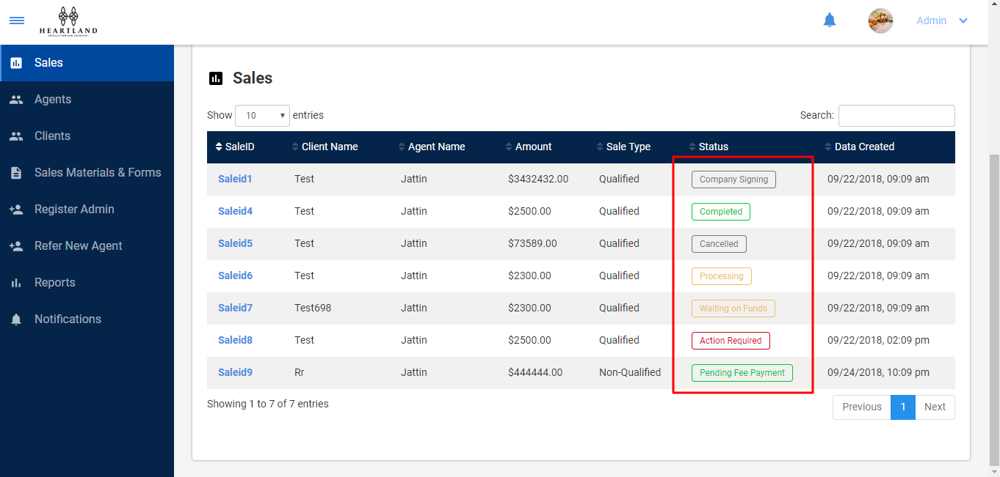 HEARTLAND
PRODUCTION AND RECOVERY
Admin
Sales
Agents
Clients
Sales Materials & Forms
Register Admin
Refer New Agent
Reports
Notifications
Sales
Show 10 entries Search:
SaleID Client Name Agent Name Amount Sale Type Status Data Created
Saleid1 Test Jattin $3432432.00 Qualified Company Signing 09/22/2018, 09:09 am
Saleid4 Test Jattin $2500.00 Qualified Completed 09/22/2018, 09:09 am
Saleid5 Test Jattin $73589.00 Qualified Cancelled 09/22/2018, 09:09 am
Saleid6 Test Jattin $2300.00 Qualified Processing 09/22/2018, 09:09 am
Saleid7 Test698 Jattin $2300.00 Qualified Waiting on Funds 09/22/2018, 09:09 am
Saleid8 Test Jattin $2500.00 Qualified Action Required 09/22/2018, 02:09 pm
Saleid9 Rr Jattin $444444.00 Non-Qualified Pending Fee Payment 09/24/2018, 10:09 pm
Showing 1 to 7 of 7 entries
Previous 1 Next